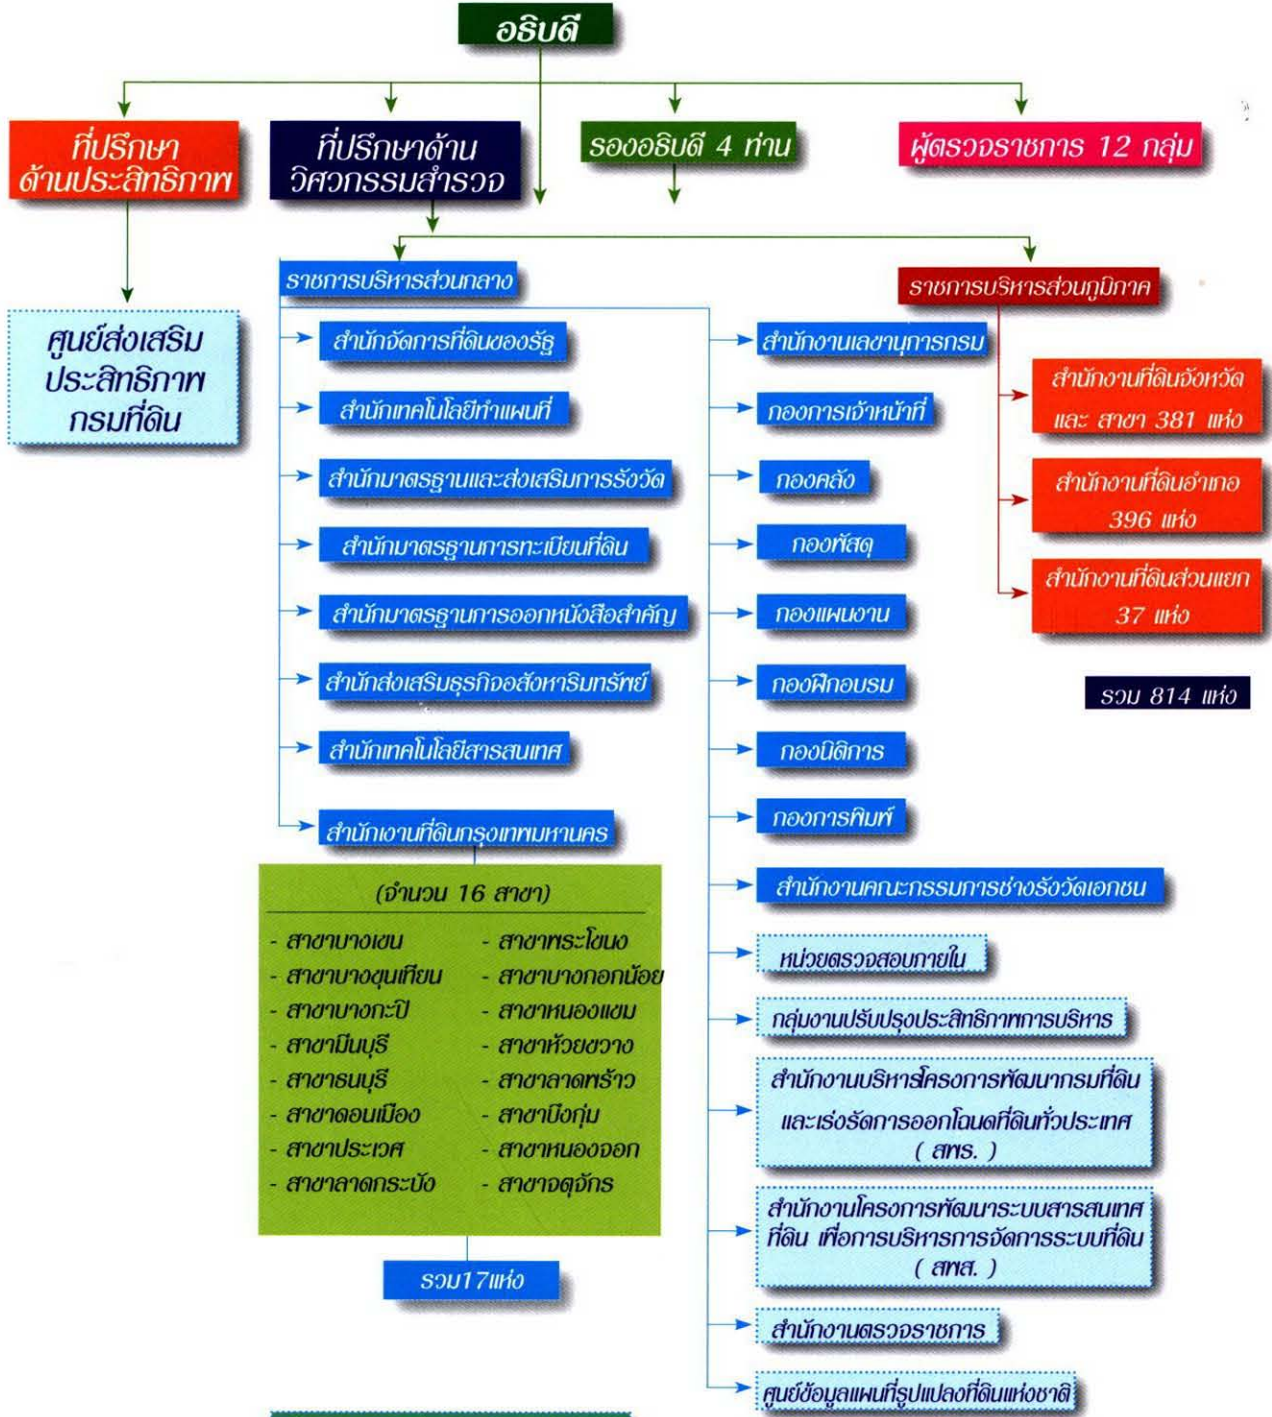 อธิบดี
ที่ปรึกษา
ด้านประสิทธิภาพ
ที่ปรึกษาด้าน
วิศวกรรมสำรวจ
รองอธิบดี 4 ท่าน
ผู้ตรวจราชการ 12 กลุ่ม
ศูนย์ส่งเสริม
ประสิทธิภาพ
กรมที่ดิน
ราชการบริหารส่วนกลาง
สำนักจัดการที่ดินของรัฐ
สำนักเทคโนโลยีทำแผนที่
สำนักมาตรฐานและส่งเสริมการรังวัด
สำนักมาตรฐานการทะเบียนที่ดิน
สำนักมาตรฐานการออกหนังสือสำคัญ
สำนักส่งเสริมธุรกิจอสังหาริมทรัพย์
สำนักเทคโนโลยีสารสนเทศ
สำนักเงานที่ดินกรุงเทพมหานคร
(จำนวน 16 สาขา)
- สาขาบางเขน
- สาขาบางขุนเทียน
- สาขาบางกะปิ
- สาขามีนบุรี
- สาขาธนบุรี
- สาขาดอนเมือง
- สาขาประเวศ
- สาขาลาดกระบัง
- สาขาพระโขนง
- สาขาบางกอกน้อย
- สาขาหนองแขม
- สาขาห้วยขวาง
- สาขาลาดพร้าว
- สาขาบึงกุ่ม
- สาขาหนองจอก
- สาขาจตุจักร
รวม17แห่ง
สำนักงานเลขานุการกรม
กองการเจ้าหน้าที่
กองคลัง
กองพัสดุ
กองแผนงาน
กองฝึกอบรม
กองนิติการ
กองการพิมพ์
สำนักงานคณะกรรมการช่างรังวัดเอกชน
หน่วยตรวจสอบภายใน
กลุ่มงานปรับปรุงประสิทธิภาพการบริหาร
สำนักงานบริหารโครงการพัฒนากรมที่ดิน
และเร่งรัดการออกโฉนดที่ดินทั่วประเทศ
( สพร. )
สำนักงานโครงการพัฒนาระบบสารสนเทศ
ที่ดิน เพื่อการบริหารการจัดการระบบที่ดิน
( สพส. )
สำนักงานตรวจราชการ
ศูนย์ข้อมูลแผนที่รูปแปลงที่ดินแห่งชาติ
ราชการบริหารส่วนภูมิภาค
สำนักงานที่ดินจังหวัด
และ สาขา 381 แห่ง
สำนักงานที่ดินอำเภอ
396 แห่ง
สำนักงานที่ดินส่วนแยก
37 แห่ง
รวม 814 แห่ง